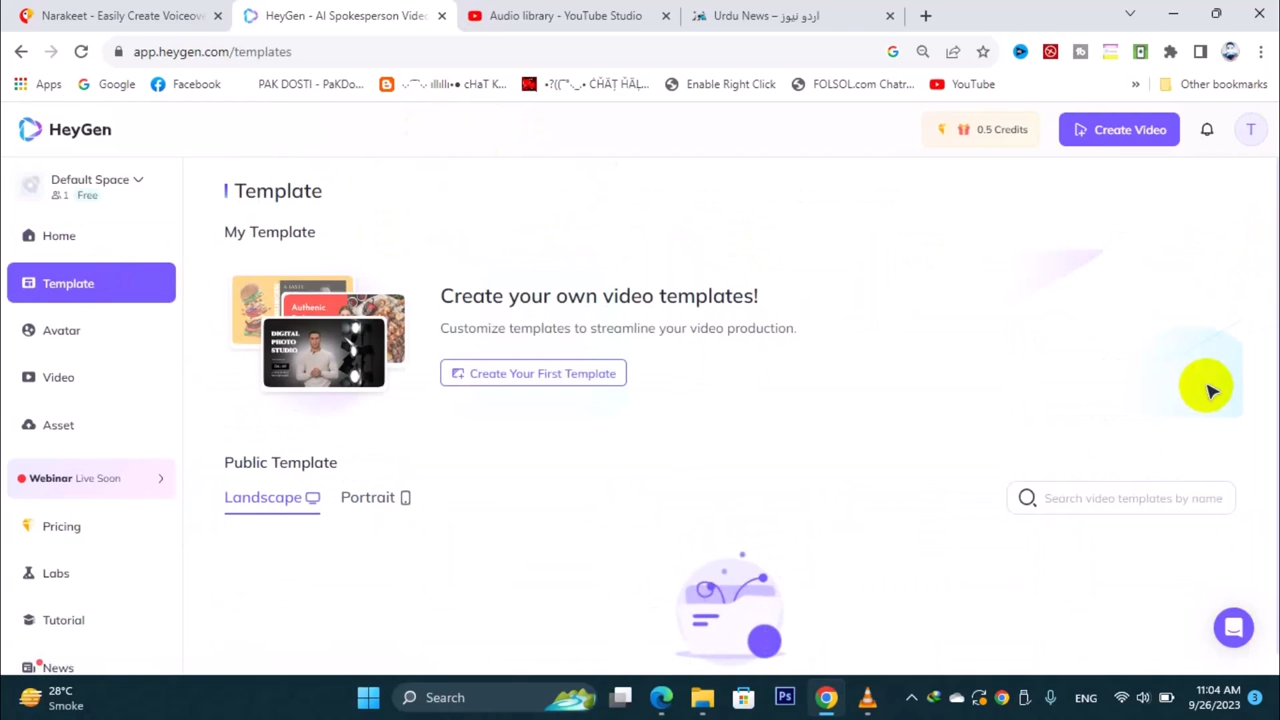 Narakeet - Easily Create Voiceove
HeyGen - AI Spokesperson Video
Audio library - YouTube Studio
Urdu News – اردو نیوز
app.heygen.com/templates
Apps
Google
Facebook
PAK DOSTI - PaKDo...
Enable Right Click
FOLSOL.com Chatr...
YouTube
Other bookmarks
HeyGen
0.5 Credits
Create Video
T
Default Space
1 Free
Home
Template
Avatar
Video
Asset
Webinar Live Soon
Pricing
Labs
Tutorial
News
Template
My Template
Authenic
DIGITAL
PHOTO
STUDIO
Create your own video templates!
Customize templates to streamline your video production.
Create Your First Template
Public Template
Landscape
Portrait
Search video templates by name
28°C
Smoke
Search
Ps
ENG
11:04 AM
9/26/2023
3